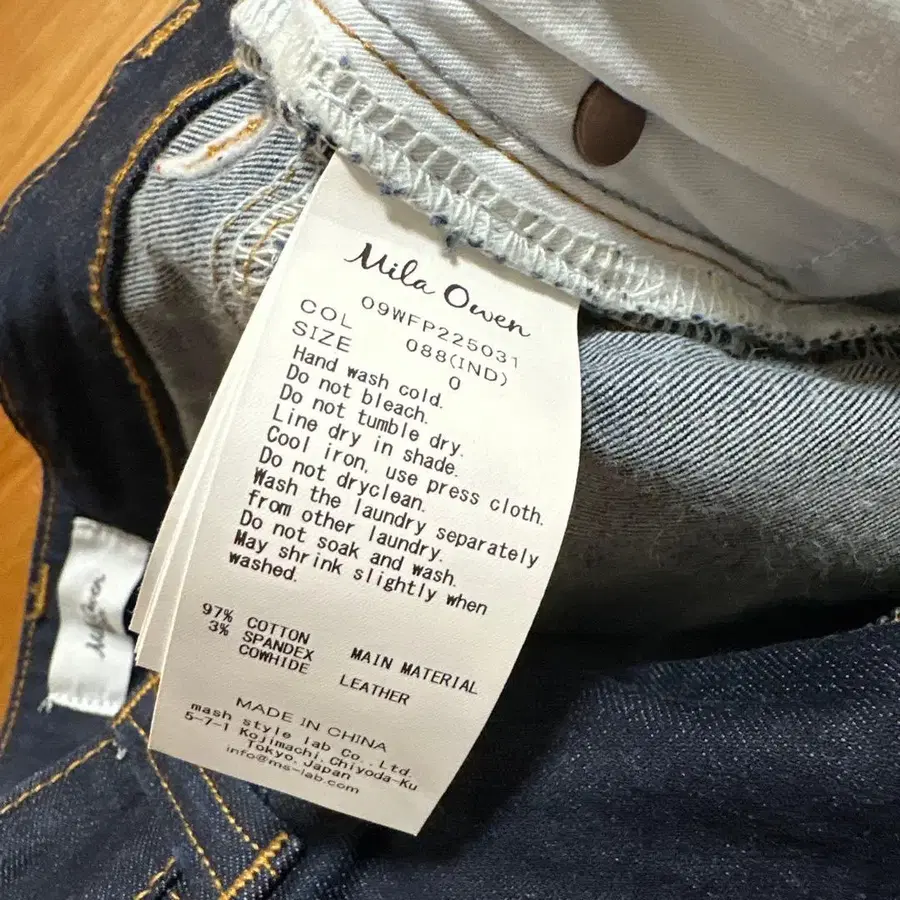 Mila Owen
09WFP225031
COL 088(IND)
SIZE 0
Hand wash cold.
Do not bleach.
Do not tumble dry.
Line dry in shade.
Cool iron, use press cloth.
Do not dryclean.
Wash the laundry separately
from other laundry.
Do not soak and wash.
May shrink slightly when
washed.
97% COTTON MAIN MATERIAL
3% SPANDEX
COWHIDE LEATHER
MADE IN CHINA
mash style lab Co., Ltd.
5-7-1 Kojimachi, Chiyoda-Ku
Tokyo, Japan
info@ms-lab.com